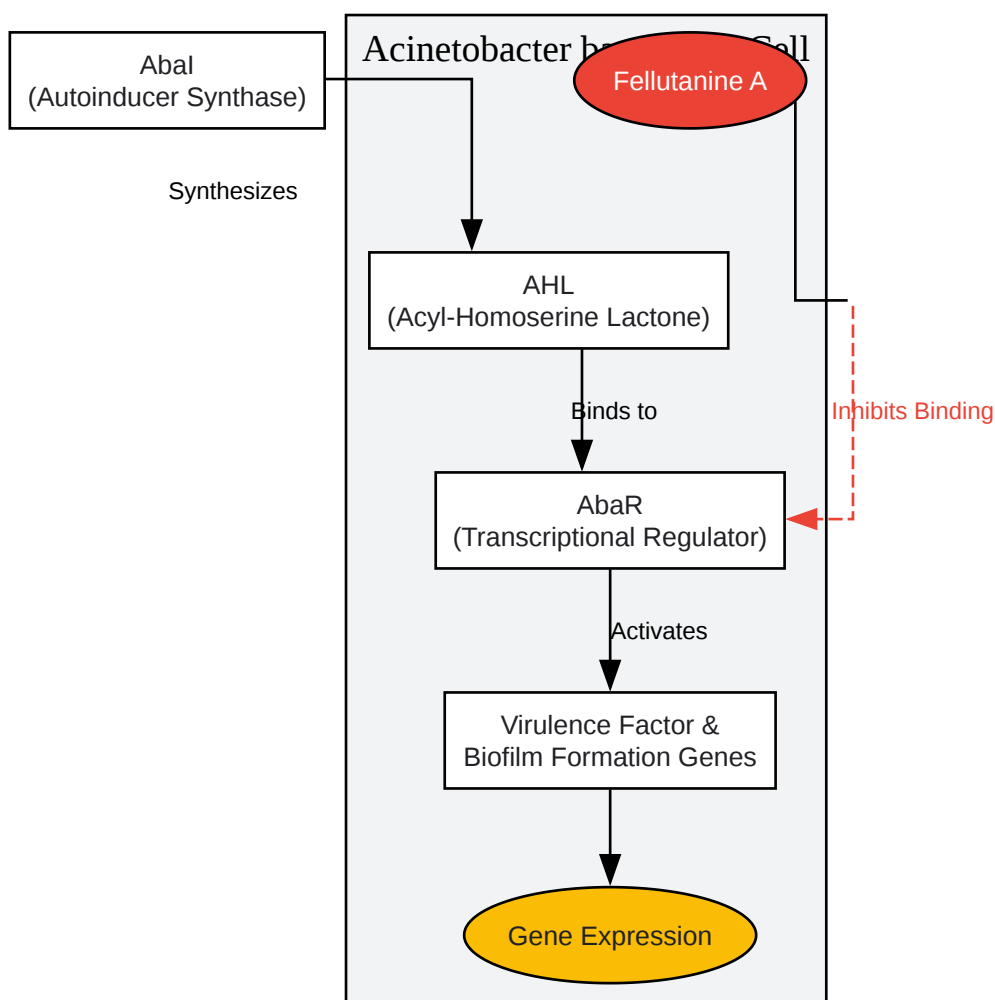 Acinetobacter
Fellutanine A
AbaI
(Autoinducer Synthase)
Synthesizes
AHL
(Acyl-Homoserine Lactone)
Binds to
Inhibits Binding
AbaR
(Transcriptional Regulator)
Activates
Virulence Factor &
Biofilm Formation Genes
Gene Expression